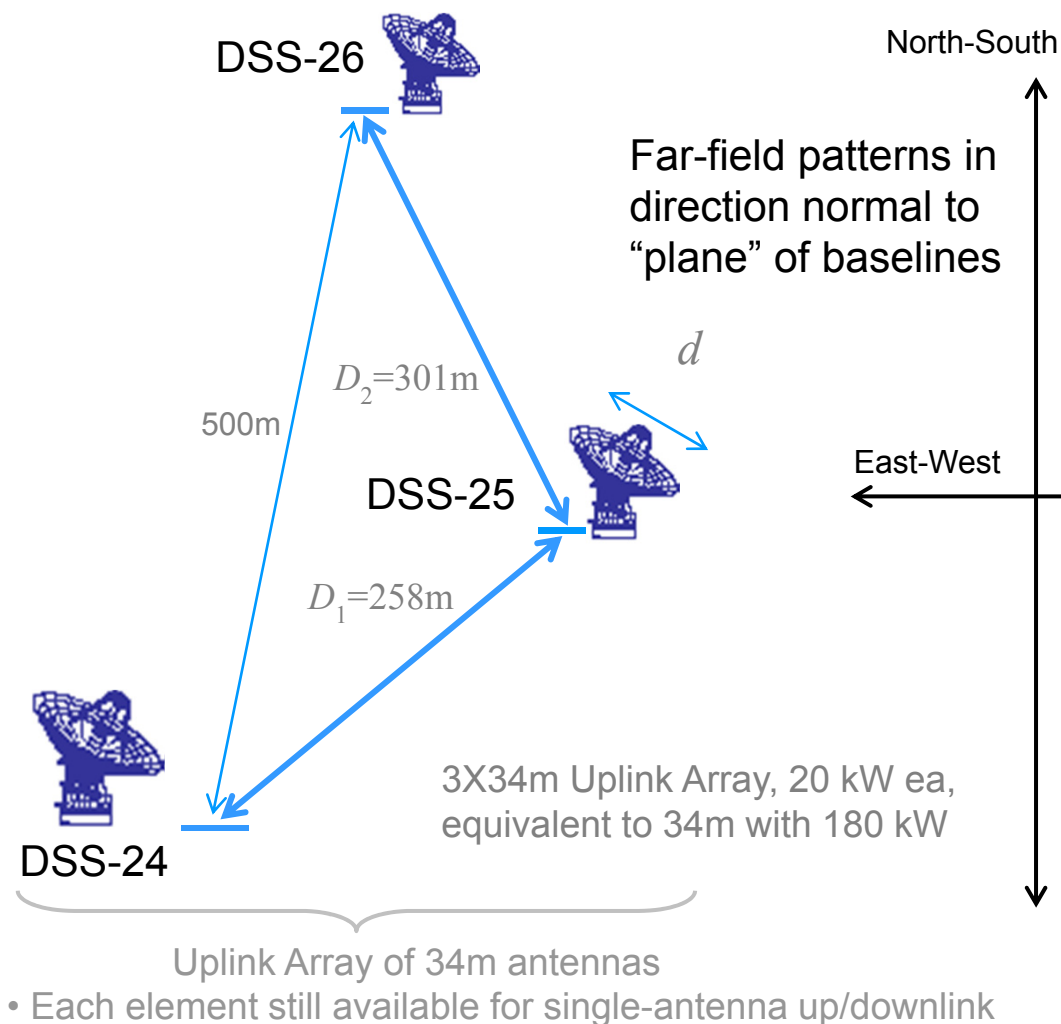 DSS-26
North-South
Far-field patterns in
direction normal to
“plane” of baselines
d
D₂=301m
500m
East-West
DSS-25
D₁=258m
3X34m Uplink Array, 20 kW ea,
equivalent to 34m with 180 kW
DSS-24
Uplink Array of 34m antennas
• Each element still available for single-antenna up/downlink